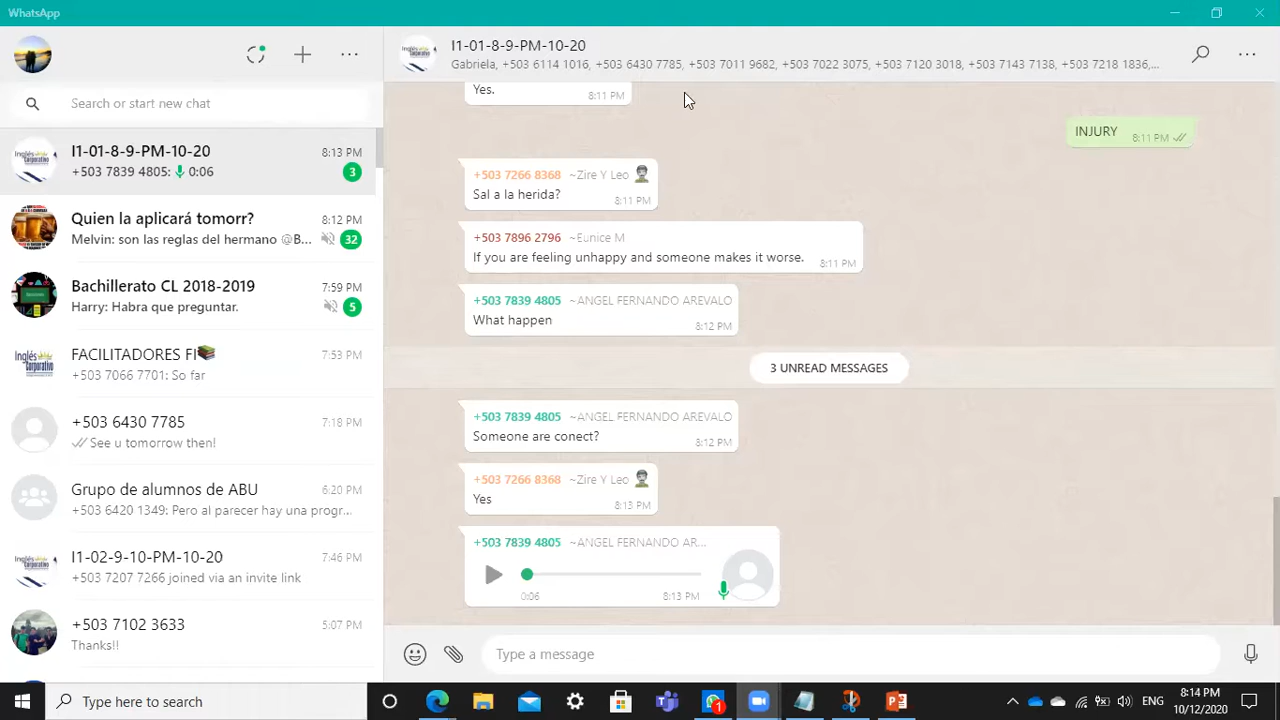 WhatsApp
I1-01-8-9-PM-10-20
Gabriela, +503 6114 1016, +503 6430 7785, +503 7011 9682, +503 7022 3075, +503 7120 3018, +503 7143 7138, +503 7218 1836,...
Search or start new chat
I1-01-8-9-PM-10-20 8:13 PM
+503 7839 4805: 0:06 3
Quien la aplicará tomorr? 8:12 PM
Melvin: son las reglas del hermano @B... 32
Bachillerato CL 2018-2019 7:59 PM
Harry: Habra que preguntar. 5
FACILITADORES FI 7:53 PM
+503 7066 7701: So far
+503 6430 7785 7:18 PM
See u tomorrow then!
Grupo de alumnos de ABU 6:20 PM
+503 6420 1349: Pero al parecer hay una progr...
I1-02-9-10-PM-10-20 7:46 PM
+503 7207 7266 joined via an invite link
+503 7102 3633 5:07 PM
Thanks!!
Yes. 8:11 PM
INJURY 8:11 PM
+503 7266 8368 ~Zire Y Leo
Sal a la herida? 8:11 PM
+503 7896 2796 ~Eunice M
If you are feeling unhappy and someone makes it worse. 8:11 PM
+503 7839 4805 ~ANGEL FERNANDO AREVALO
What happen 8:12 PM
3 UNREAD MESSAGES
+503 7839 4805 ~ANGEL FERNANDO AREVALO
Someone are conect? 8:12 PM
+503 7266 8368 ~Zire Y Leo
Yes 8:13 PM
+503 7839 4805 ~ANGEL FERNANDO AR...
0:06 8:13 PM
Type a message
Type here to search
1
ENG
8:14 PM
10/12/2020